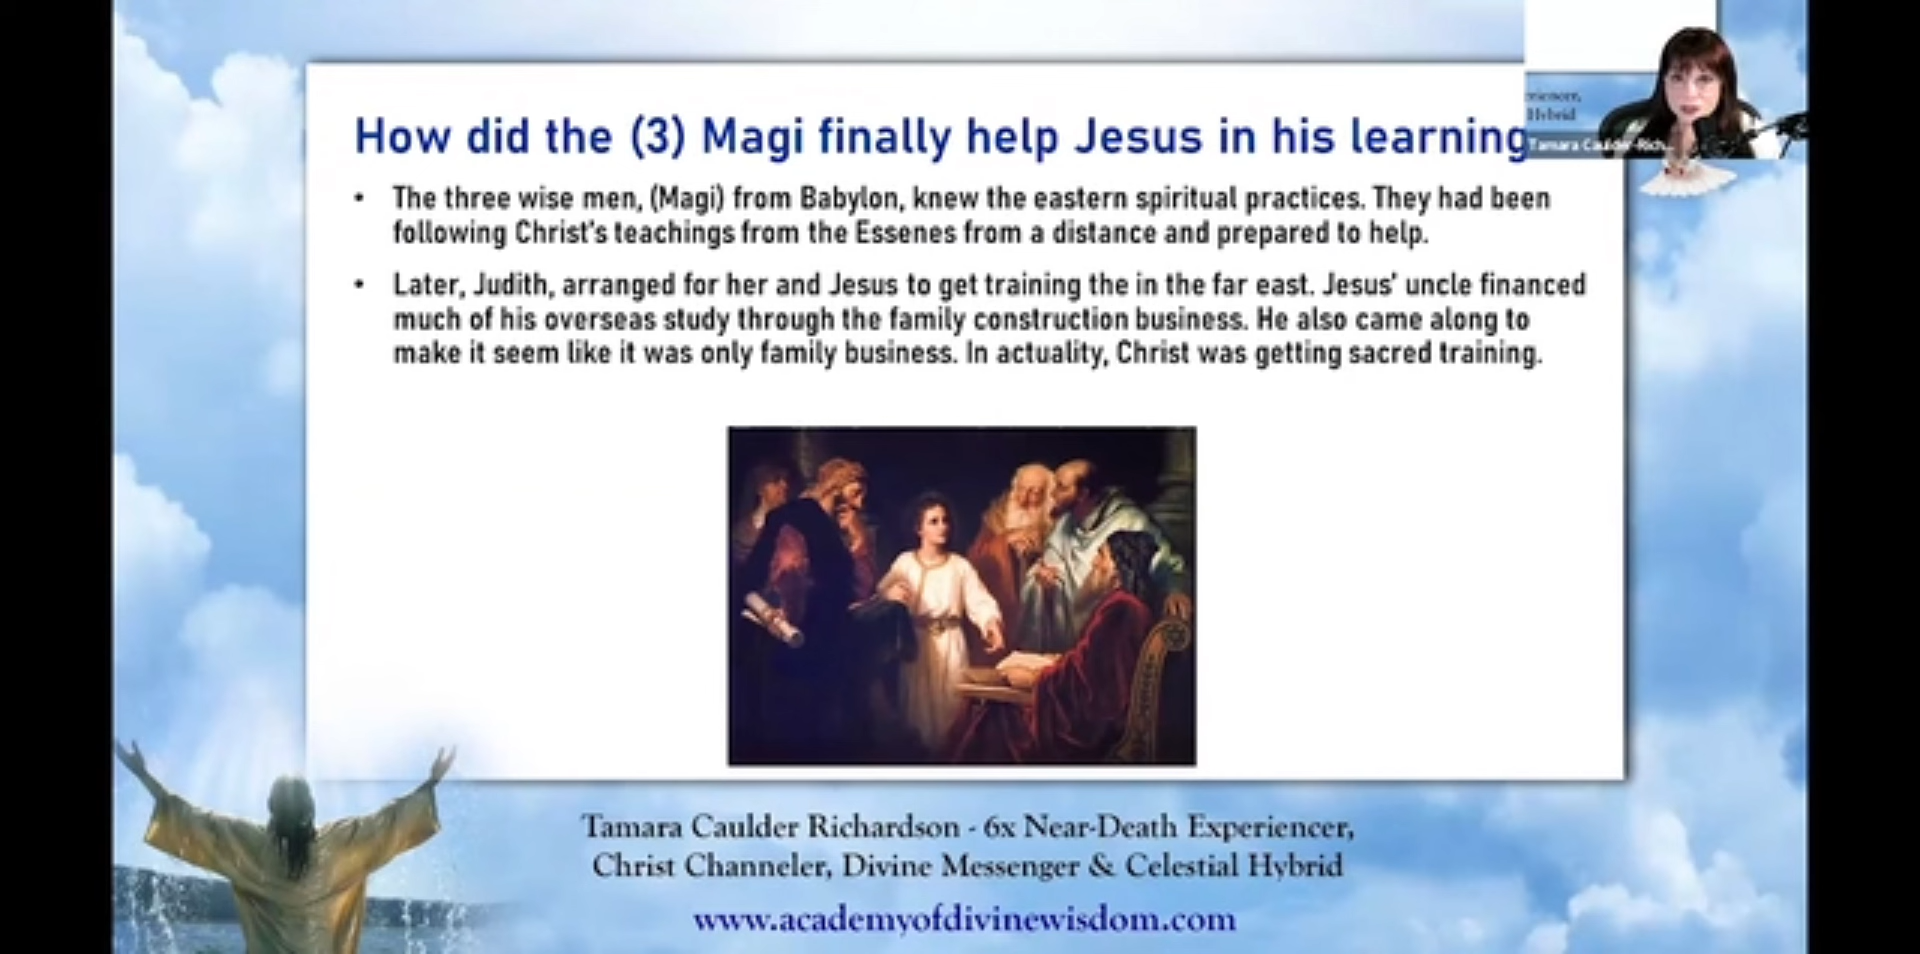 How did the (3) Magi finally help Jesus in his learning
Hybrid
Tamara Caulder-Rich...
• The three wise men, (Magi) from Babylon, knew the eastern spiritual practices. They had been
following Christ's teachings from the Essenes from a distance and prepared to help.
• Later, Judith, arranged for her and Jesus to get training the in the far east. Jesus' uncle financed
much of his overseas study through the family construction business. He also came along to
make it seem like it was only family business. In actuality, Christ was getting sacred training.
Tamara Caulder Richardson - 6x Near-Death Experiencer,
Christ Channeler, Divine Messenger & Celestial Hybrid
www.academyofdivinewisdom.com